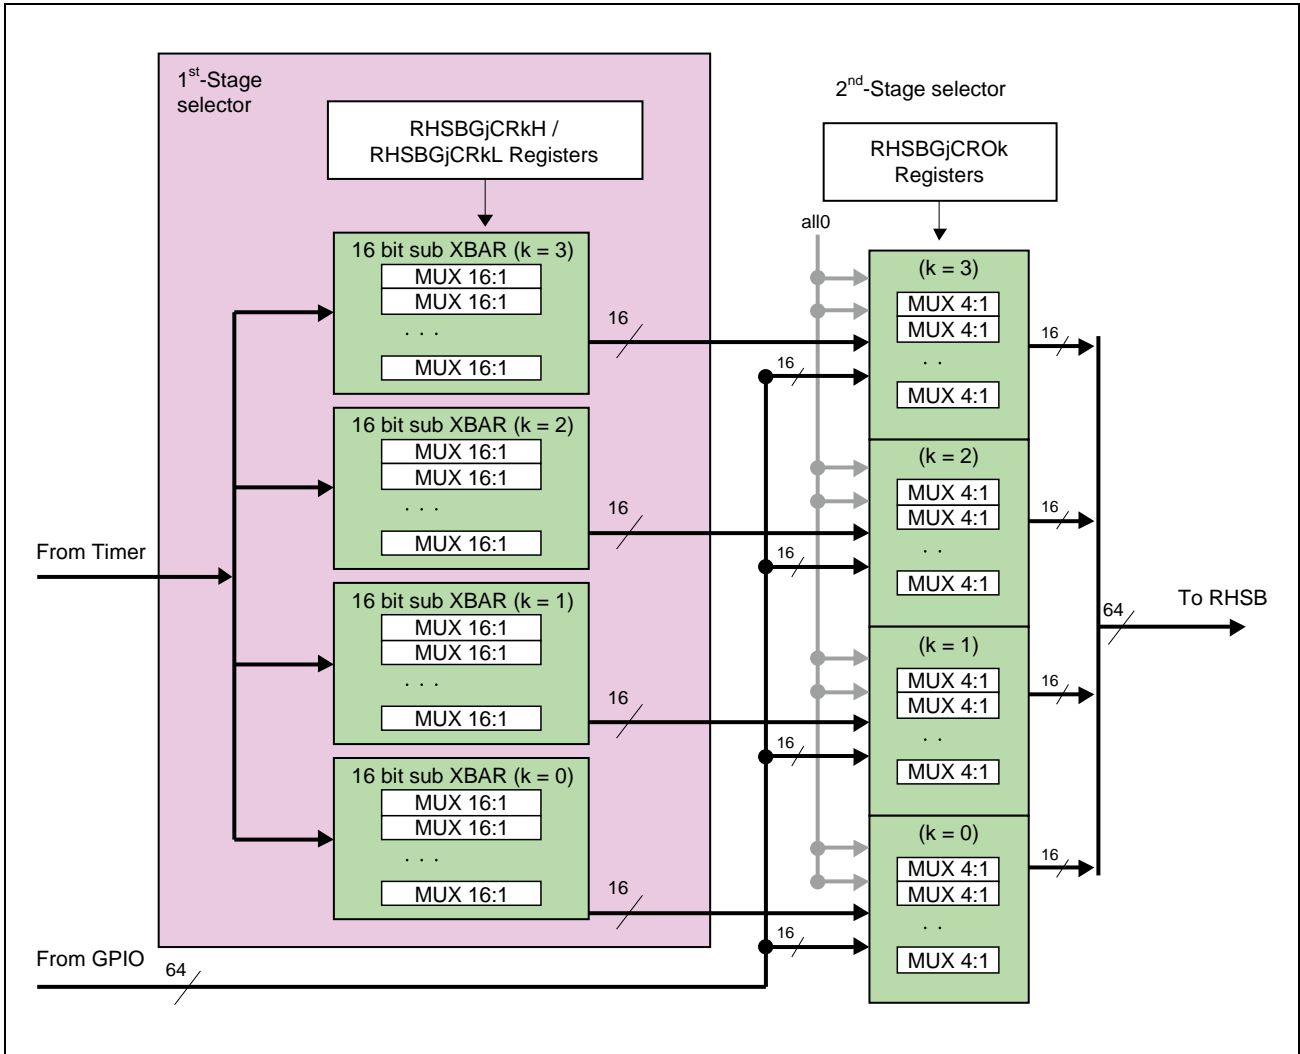 1st-Stage
selector
RHSBGjCRkH /
RHSBGjCRkL Registers
2nd-Stage selector
RHSBGjCROk
Registers
all0
16 bit sub XBAR (k = 3)
MUX 16:1
MUX 16:1
. . .
MUX 16:1
16
16
(k = 3)
MUX 4:1
MUX 4:1
. .
MUX 4:1
16
16 bit sub XBAR (k = 2)
MUX 16:1
MUX 16:1
. . .
MUX 16:1
16
16
(k = 2)
MUX 4:1
MUX 4:1
. .
MUX 4:1
16
From Timer
16 bit sub XBAR (k = 1)
MUX 16:1
MUX 16:1
. . .
MUX 16:1
16
16
(k = 1)
MUX 4:1
MUX 4:1
. .
MUX 4:1
16
64
To RHSB
16 bit sub XBAR (k = 0)
MUX 16:1
MUX 16:1
. . .
MUX 16:1
16
16
(k = 0)
MUX 4:1
MUX 4:1
. .
MUX 4:1
16
From GPIO
64